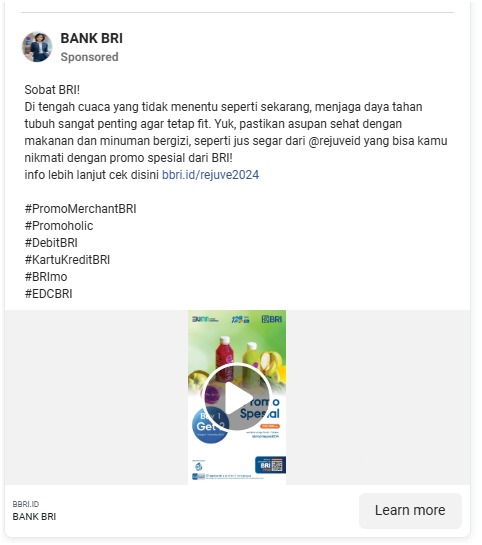 BANK BRI
Sponsored
Sobat BRI!
Di tengah cuaca yang tidak menentu seperti sekarang, menjaga daya tahan
tubuh sangat penting agar tetap fit. Yuk, pastikan asupan sehat dengan
makanan dan minuman bergizi, seperti jus segar dari @rejuveid yang bisa kamu
nikmati dengan promo spesial dari BRI!
info lebih lanjut cek disini bbri.id/rejuve2024
#PromoMerchantBRI
#Promoholic
#DebitBRI
#KartuKreditBRI
#BRImo
#EDCBRI
BRI
Promo
Spesial
Buy 1
Get 2
BRI
BBRI.ID
BANK BRI
Learn more